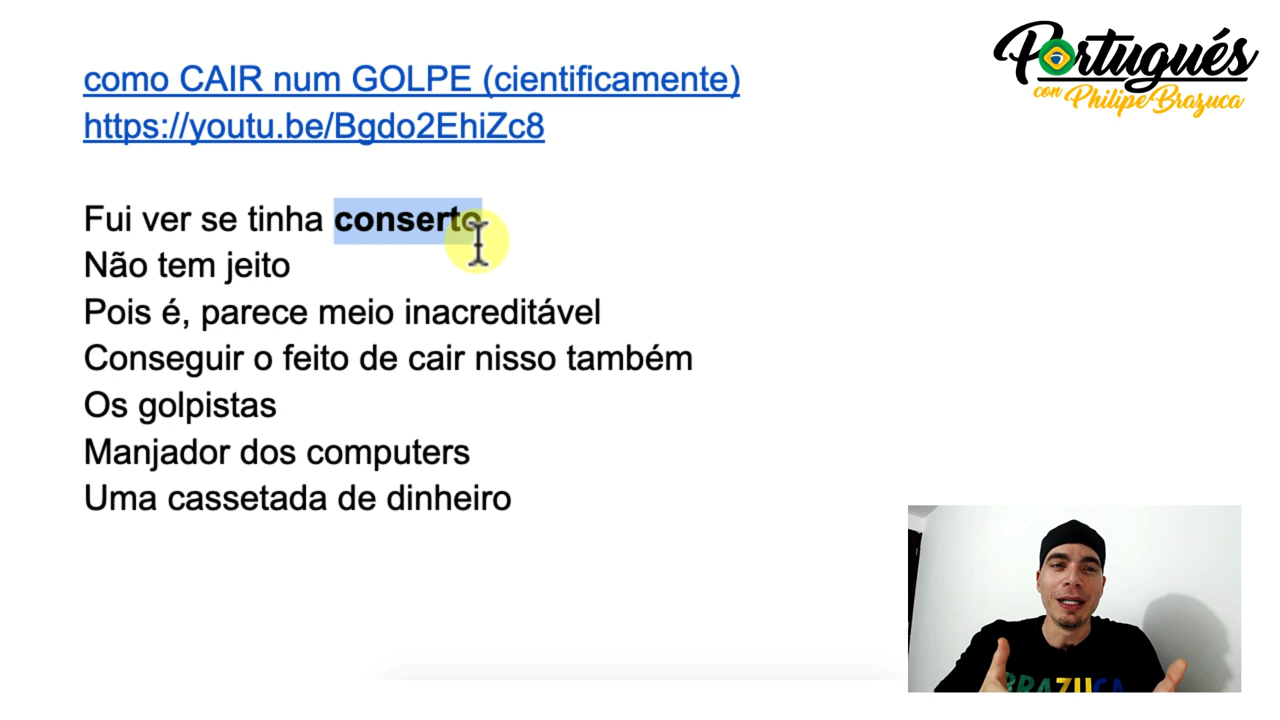 Portugués
con PhilipeBrazuca
como CAIR num GOLPE (cientificamente)
https://youtu.be/Bgdo2EhiZc8
Fui ver se tinha conserto
Não tem jeito
Pois é, parece meio inacreditável
Conseguir o feito de cair nisso também
Os golpistas
Manjador dos computers
Uma cassetada de dinheiro
BRAZUCA